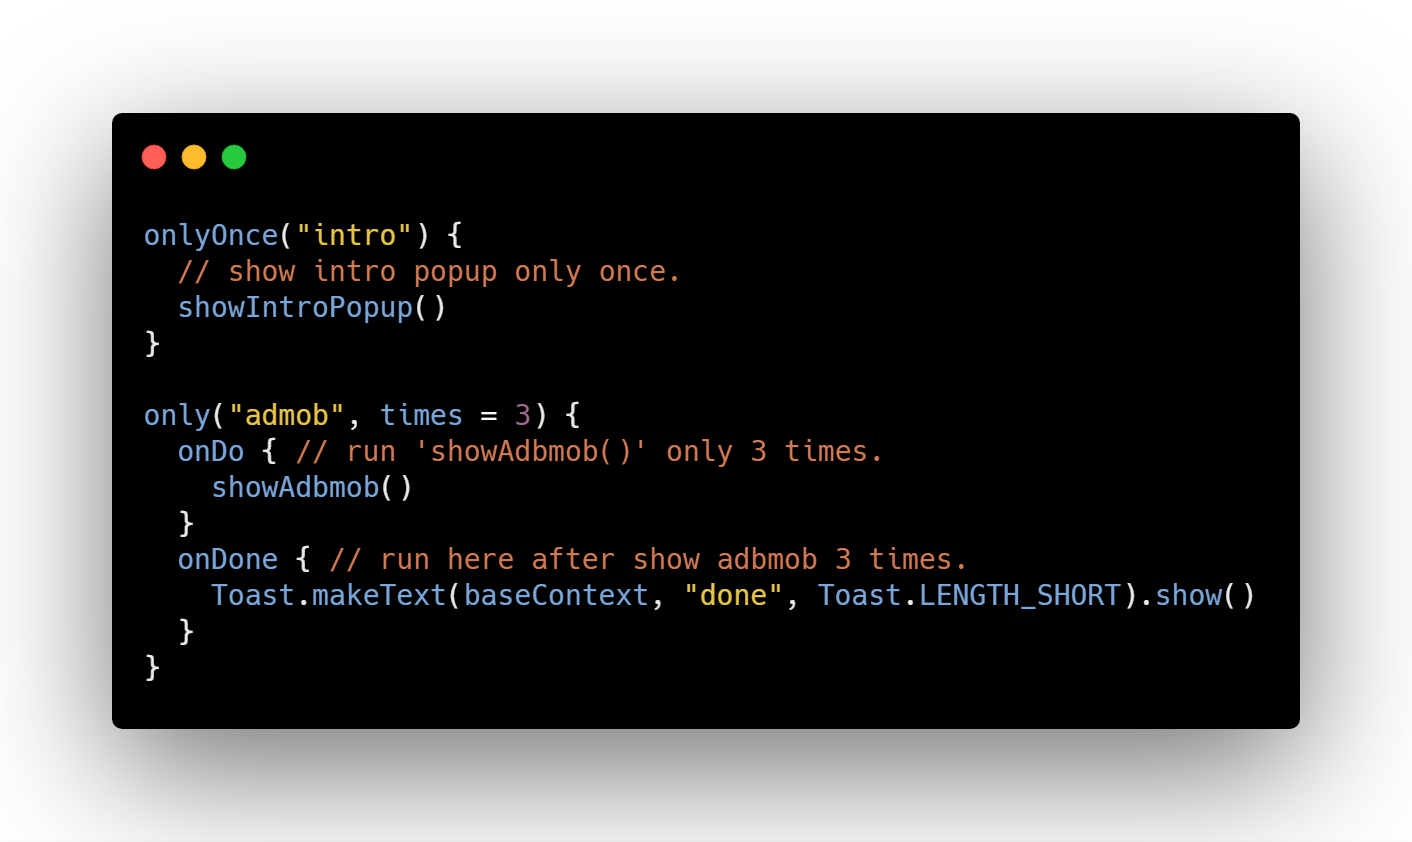 onlyOnce("intro") {
  // show intro popup only once.
  showIntroPopup()
}

only("admob", times = 3) {
  onDo { // run 'showAdbmob()' only 3 times.
    showAdbmob()
  }
  onDone { // run here after show adbmob 3 times.
    Toast.makeText(baseContext, "done", Toast.LENGTH_SHORT).show()
  }
}